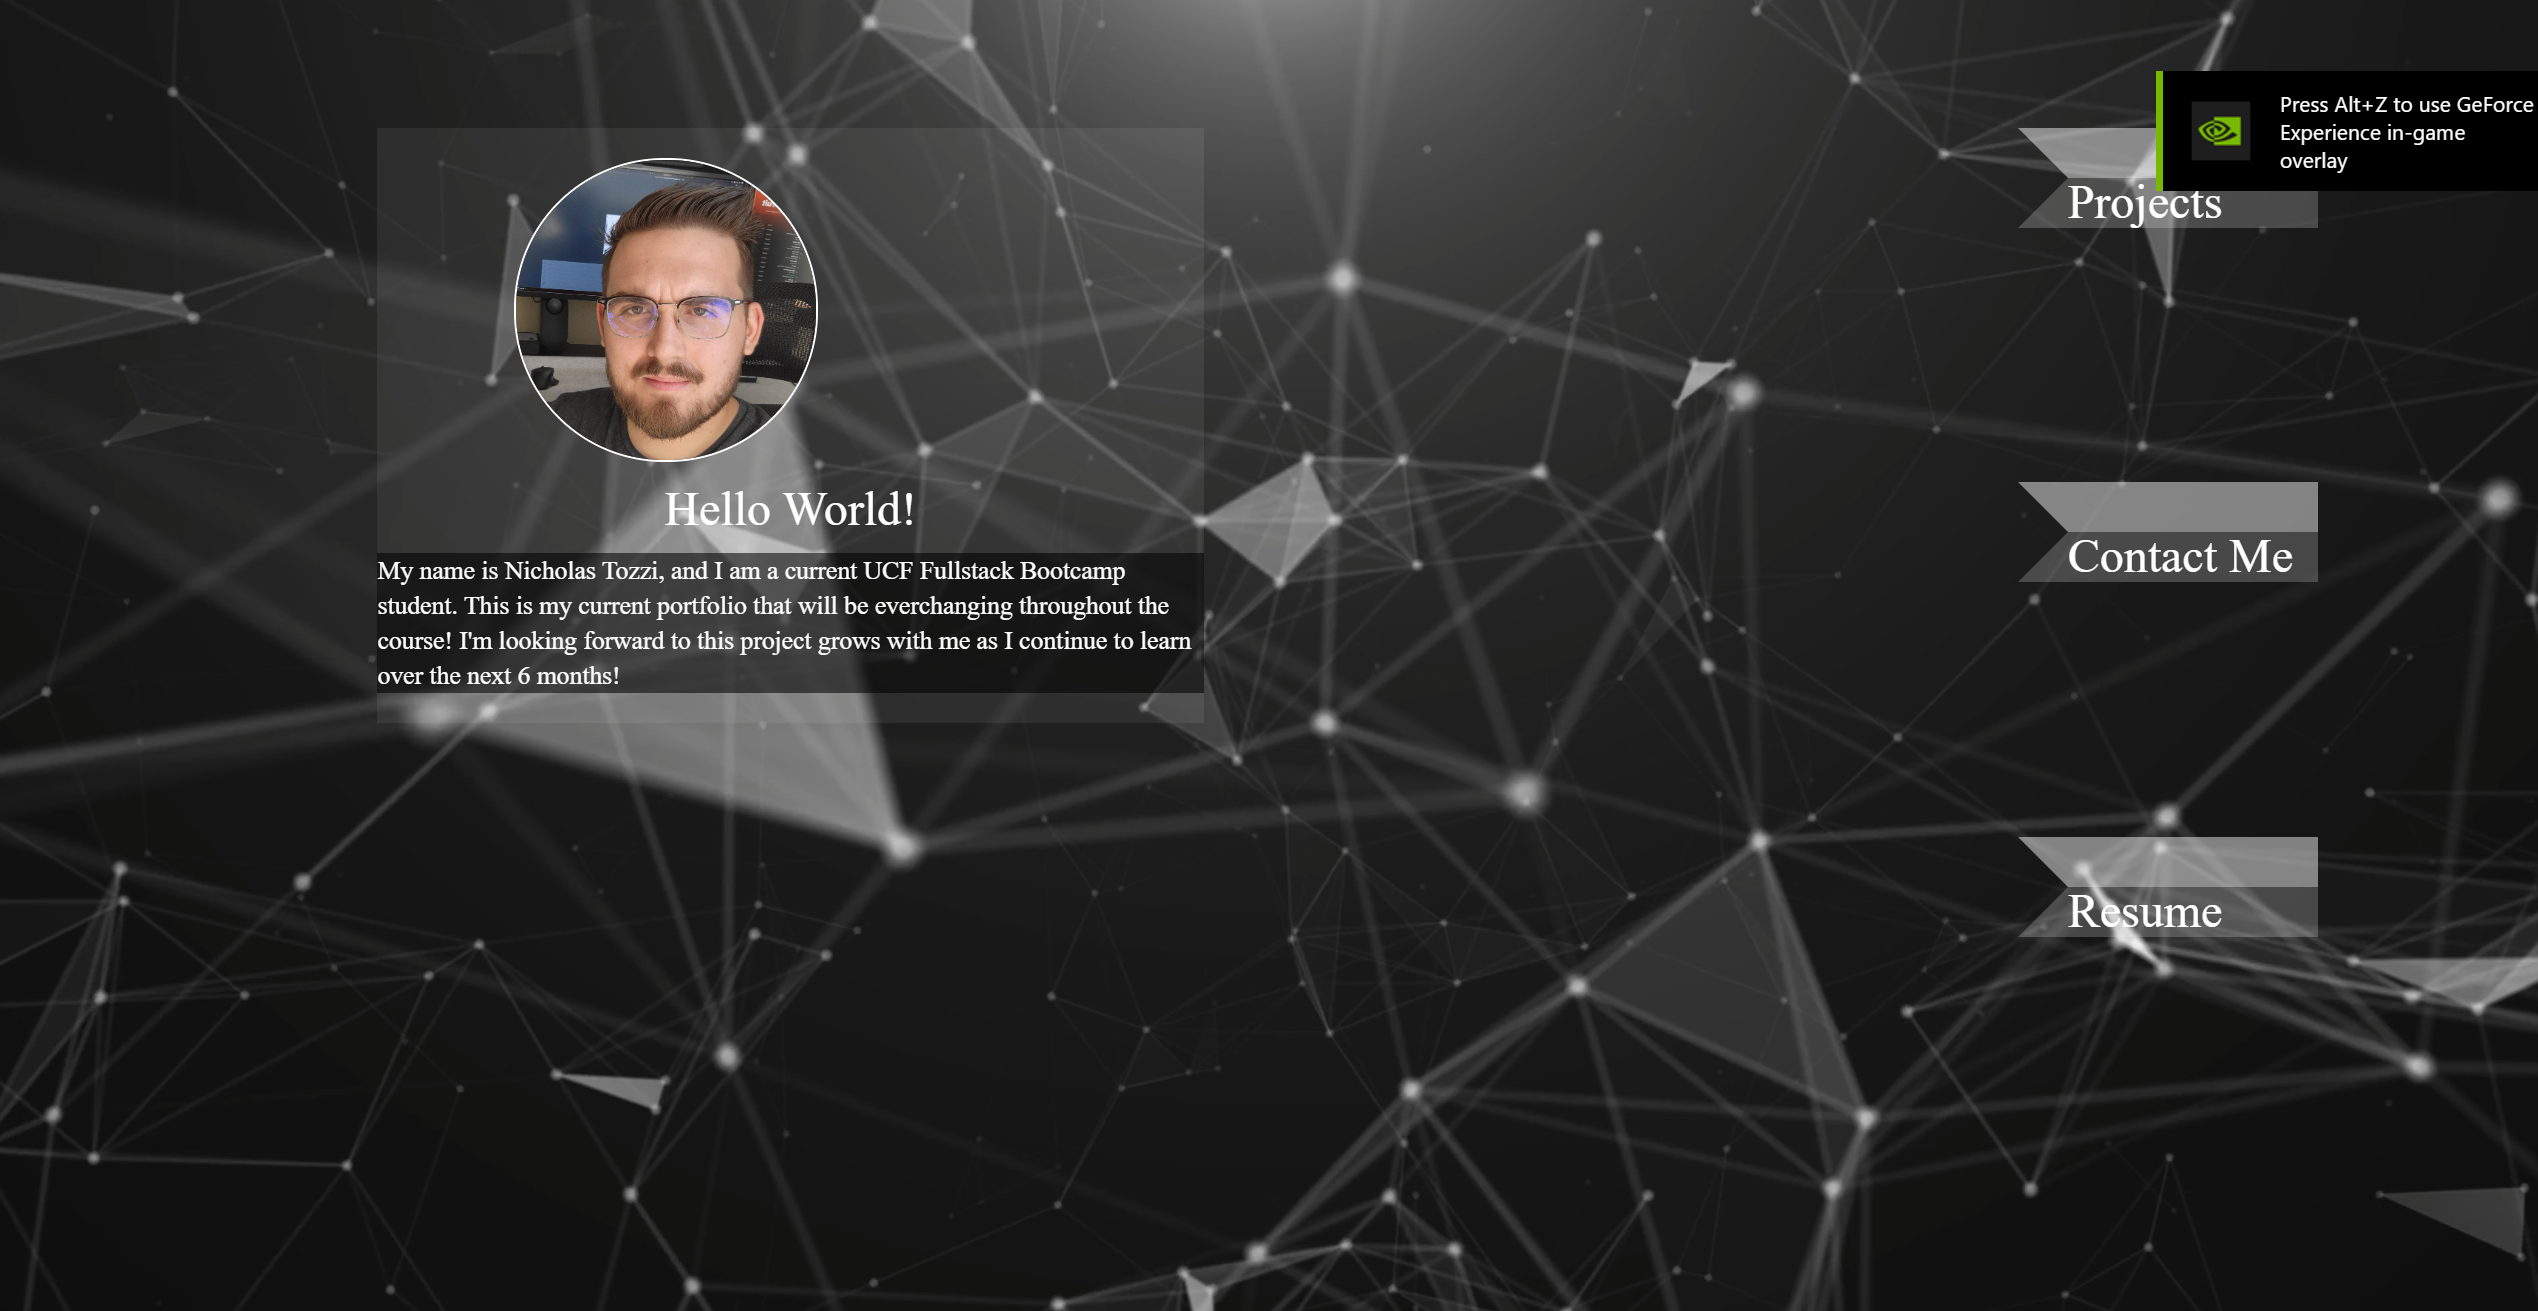 Press Alt+Z to use GeForce
Experience in-game
overlay
Projects
Hello World!
Contact Me
My name is Nicholas Tozzi, and I am a current UCF Fullstack Bootcamp
student. This is my current portfolio that will be everchanging throughout the
course! I'm looking forward to this project grows with me as I continue to learn
over the next 6 months!
Resume